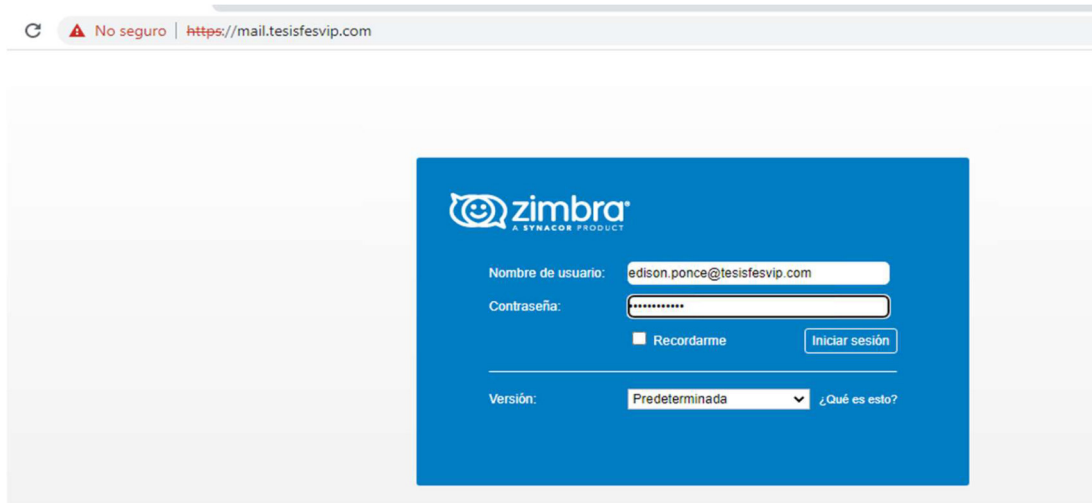 No seguro | https://mail.tesisfesvip.com
zimbra®
A SYNACOR PRODUCT
Nombre de usuario: edison.ponce@tesisfesvip.com
Contraseña: ••••••••••••
Recordarme Iniciar sesión
Versión: Predeterminada ¿Qué es esto?